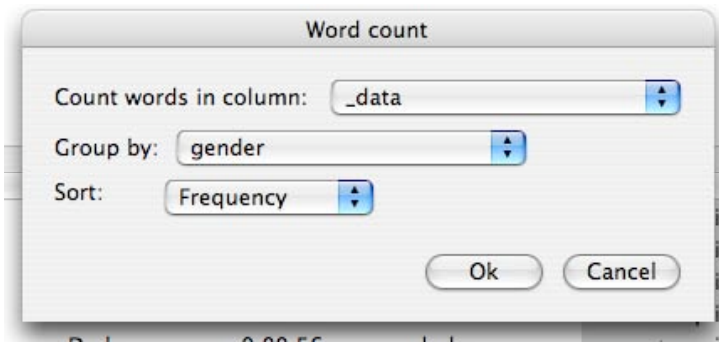 Word count
Count words in column: _data
Group by: gender
Sort: Frequency
Ok Cancel